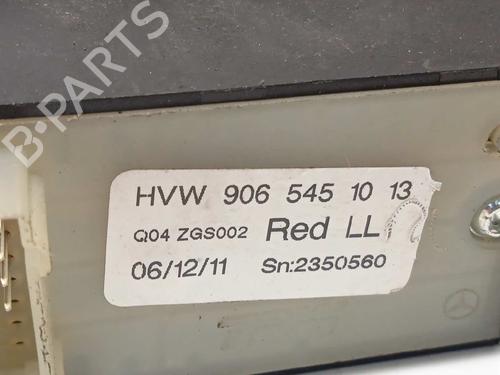 B-PARTS
HVW 906 545 10 13
Q04 ZGS002 Red LL
06/12/11 Sn:2350560